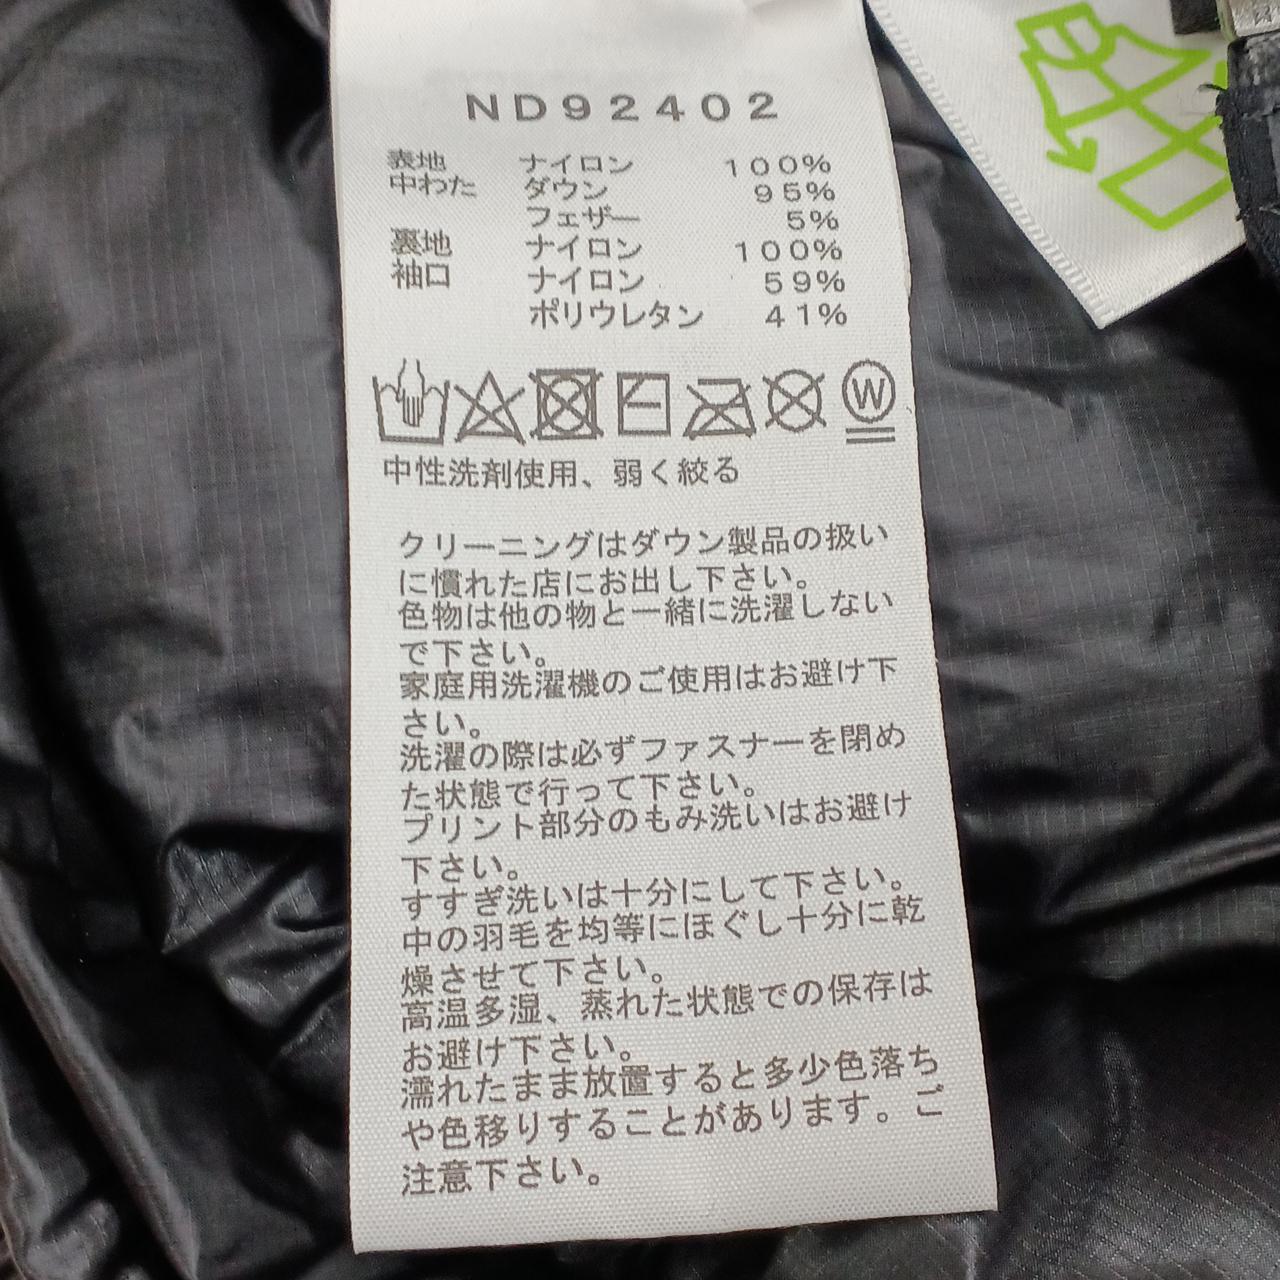 ND92402
表地 ナイロン 100%
中わた ダウン 95%
フェザー 5%
裏地 ナイロン 100%
袖口 ナイロン 59%
ポリウレタン 41%
W
中性洗剤使用、弱く絞る
クリーニングはダウン製品の扱い
に慣れた店にお出し下さい。
色物は他の物と一緒に洗濯しない
で下さい。
家庭用洗濯機のご使用はお避け下
さい。
洗濯の際は必ずファスナーを閉め
た状態で行って下さい。
プリント部分のもみ洗いはお避け
下さい。
すすぎ洗いは十分にして下さい。
中の羽毛を均等にほぐし十分に乾
燥させて下さい。
高温多湿、蒸れた状態での保存は
お避け下さい。
濡れたまま放置すると多少色落ち
や色移りすることがあります。ご
注意下さい。